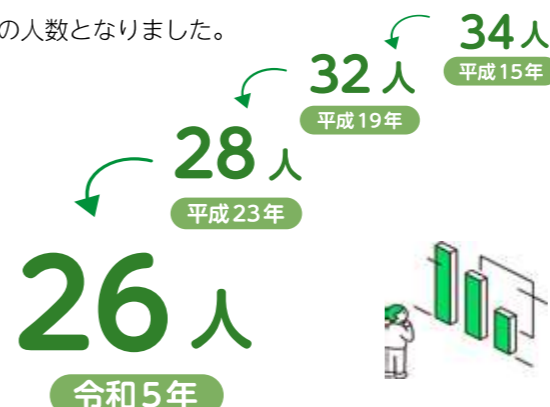 の人数となりました。
34人
平成15年
32人
平成19年
28人
平成23年
26人
令和5年